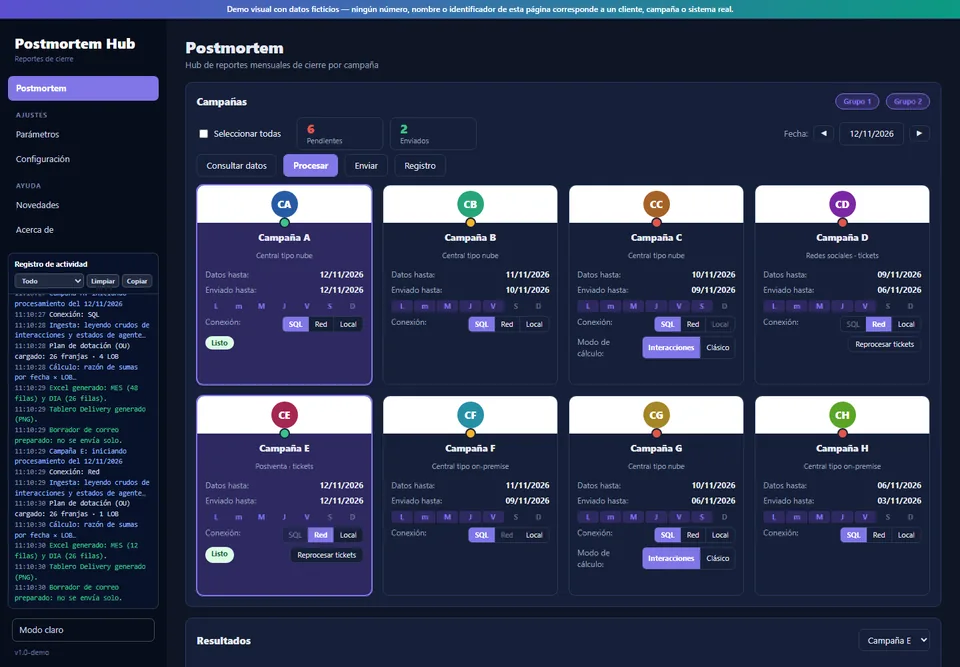 Demo visual con datos ficticios — ningún número, nombre o identificador de esta página corresponde a un cliente, campaña o sistema real.
Postmortem Hub
Reportes de cierre
Postmortem
AJUSTES
Parámetros
Configuración
AYUDA
Novedades
Acerca de
Registro de actividad
Todo Limpiar Copiar
procesamiento del 12/11/2026
11:10:27 Conexión: SQL
11:10:28 Ingesta: leyendo crudos de
interacciones y estados de agente…
11:10:28 Plan de dotación (OU)
cargado: 26 franjas · 4 LOB
11:10:28 Cálculo: razón de sumas
por fecha × LOB…
11:10:29 Excel generado: MES (48
filas) y DIA (26 filas).
11:10:29 Tablero Delivery generado
(PNG).
11:10:29 Borrador de correo
preparado: no se envía solo.
11:10:29 Campaña E: iniciando
procesamiento del 12/11/2026
11:10:29 Conexión: Red
11:10:29 Ingesta: leyendo crudos de
interacciones y estados de agente…
11:10:30 Plan de dotación (OU)
cargado: 26 franjas · 1 LOB
11:10:30 Cálculo: razón de sumas
por fecha × LOB…
11:10:30 Excel generado: MES (12
filas) y DIA (26 filas).
11:10:30 Tablero Delivery generado
(PNG).
11:10:30 Borrador de correo
preparado: no se envía solo.
Modo claro
v1.0-demo
Postmortem
Hub de reportes mensuales de cierre por campaña
Campañas
Grupo 1 Grupo 2
Seleccionar todas
6
Pendientes
2
Enviados
Fecha: ◀ 12/11/2026 ▶
Consultar datos Procesar Enviar Registro
CA
Campaña A
Central tipo nube
Datos hasta: 12/11/2026
Enviado hasta: 12/11/2026
L m M J V S D
Conexión: SQL Red Local
Listo
CB
Campaña B
Central tipo nube
Datos hasta: 11/11/2026
Enviado hasta: 10/11/2026
L m M J V S D
Conexión: SQL Red Local
CC
Campaña C
Central tipo nube
Datos hasta: 10/11/2026
Enviado hasta: 09/11/2026
L m M J V S D
Conexión: SQL Red Local
Modo de
cálculo:
Interacciones Clásico
CD
Campaña D
Redes sociales · tickets
Datos hasta: 09/11/2026
Enviado hasta: 06/11/2026
L m M J V S D
Conexión: SQL Red Local
Reprocesar tickets
CE
Campaña E
Postventa · tickets
Datos hasta: 12/11/2026
Enviado hasta: 12/11/2026
L m M J V S D
Conexión: SQL Red Local
Listo Reprocesar tickets
CF
Campaña F
Central tipo on-premise
Datos hasta: 11/11/2026
Enviado hasta: 09/11/2026
L m M J V S D
Conexión: SQL Red Local
CG
Campaña G
Central tipo nube
Datos hasta: 10/11/2026
Enviado hasta: 06/11/2026
L m M J V S D
Conexión: SQL Red Local
Modo de
cálculo:
Interacciones Clásico
CH
Campaña H
Central tipo on-premise
Datos hasta: 06/11/2026
Enviado hasta: 03/11/2026
L m M J V S D
Conexión: SQL Red Local
Resultados
Campaña E